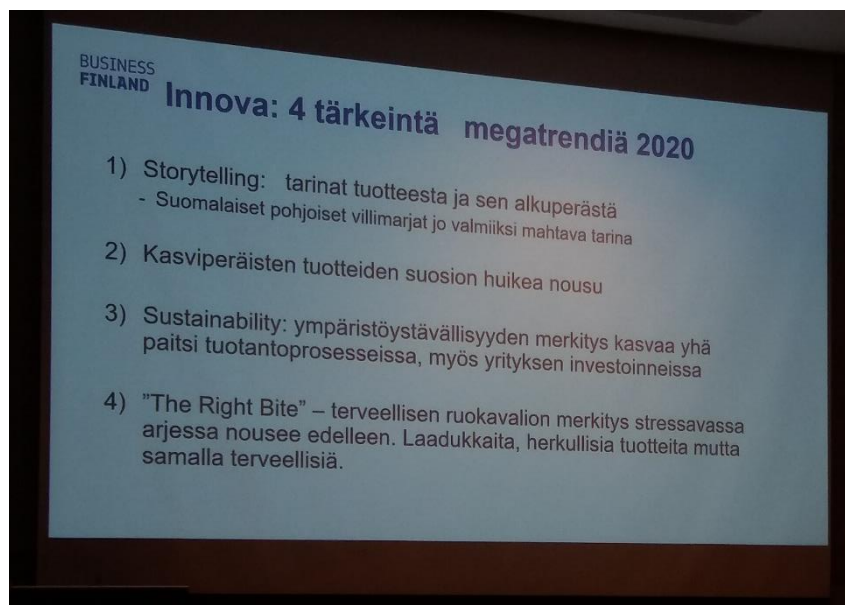 BUSINESS
FINLAND
Innova: 4 tärkeintä megatrendiä 2020
1) Storytelling: tarinat tuotteesta ja sen alkuperästä
- Suomalaiset pohjoiset villimarjat jo valmiiksi mahtava tarina
2) Kasviperäisten tuotteiden suosion huikea nousu
3) Sustainability: ympäristöystävällisyyden merkitys kasvaa yhä
paitsi tuotantoprosesseissa, myös yrityksen investoinneissa
4) ”The Right Bite” – terveellisen ruokavalion merkitys stressavassa
arjessa nousee edelleen. Laadukkaita, herkullisia tuotteita mutta
samalla terveellisiä.